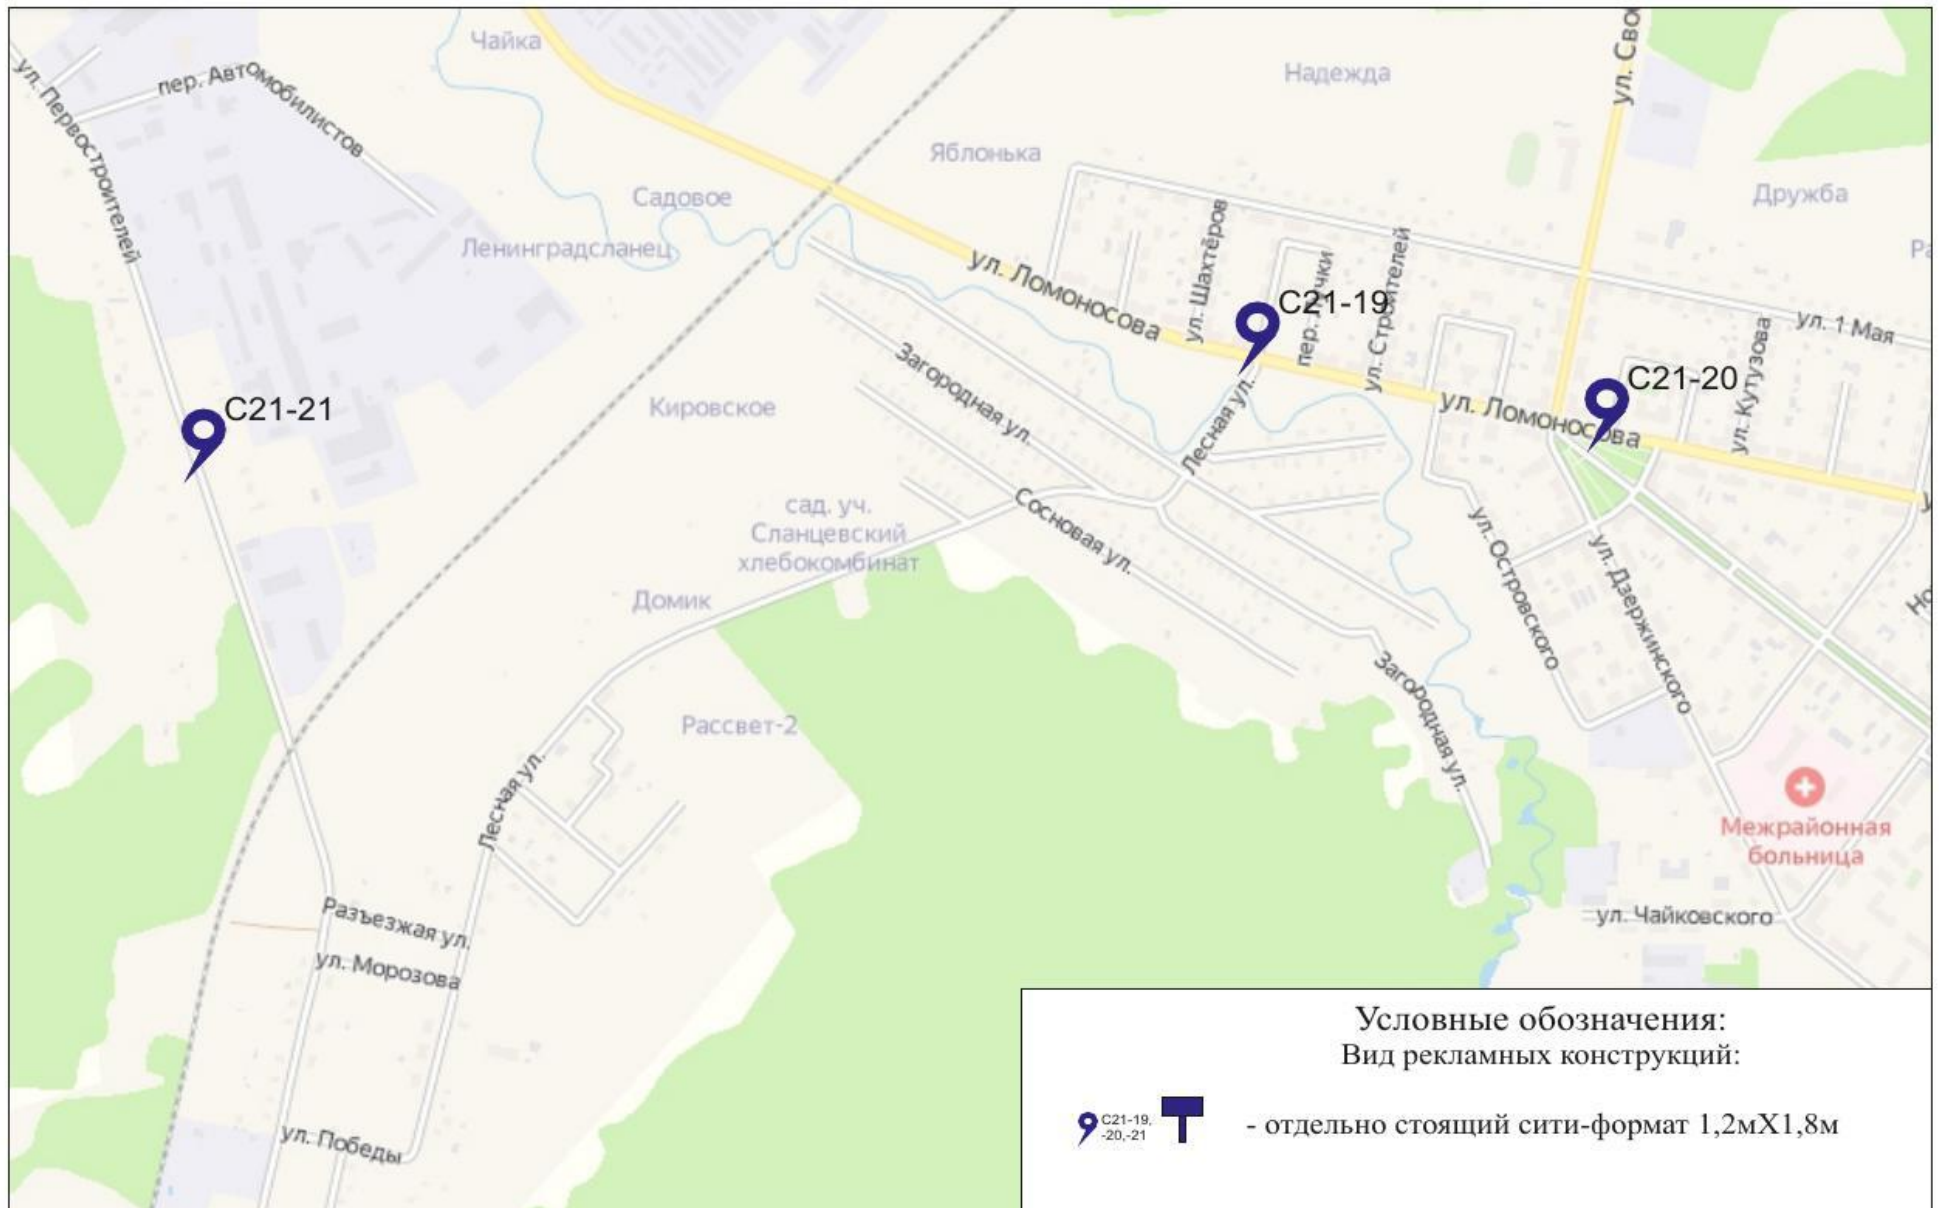 Чайка
ул. Сво
Надежда
пер. Автомобилистов
ул. Первостроителей
Яблонька
Садовое
Дружба
Ленинградсланец
Ра
ул. Ломоносова
ул. Шахтёров
пер.
ул. Строителей
С21-19
ул. 1 Мая
ул. Кутузова
С21-20
ул. Ломоносова
С21-21
Кировское
Загородная ул.
Лесная ул.
сад. уч.
Сланцевский
хлебокомбинат
Сосновая ул.
ул. Островского
ул. Дзержинского
Но
Домик
Загородная ул.
Рассвет-2
Лесная ул.
Межрайонная
больница
Разъезжая ул.
ул. Чайковского
ул. Морозова
ул. Победы
Условные обозначения:
Вид рекламных конструкций:
С21-19,
-20,-21
- отдельно стоящий сити-формат 1,2мХ1,8м